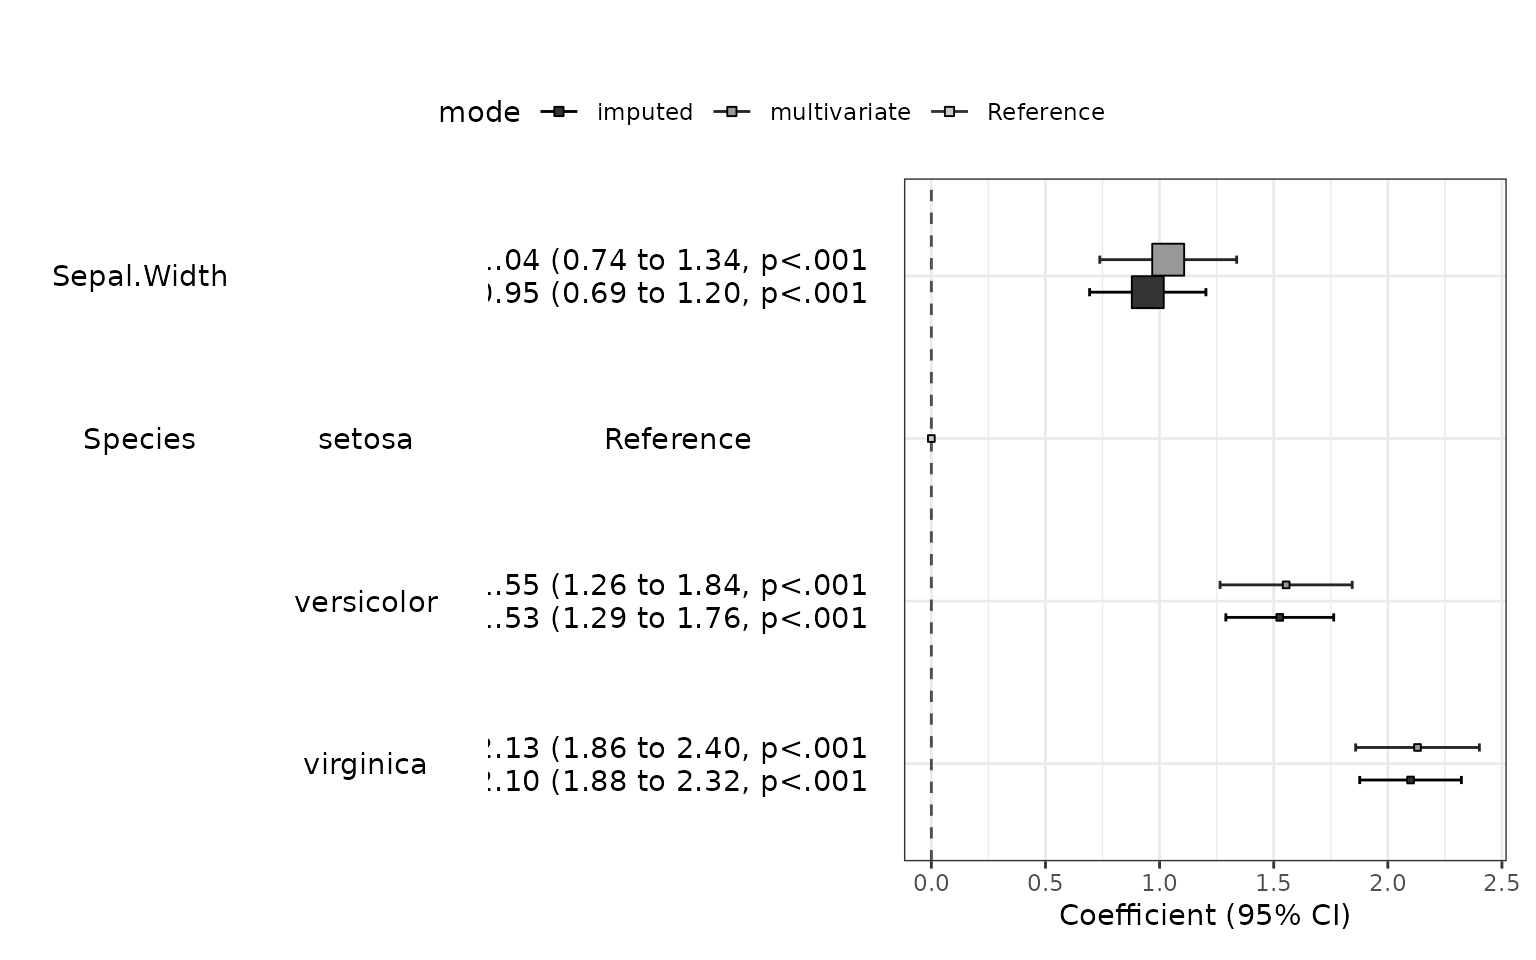 mode imputed multivariate Reference
Sepal.Width
.04 (0.74 to 1.34, p<.001
.95 (0.69 to 1.20, p<.001
Species setosa Reference
versicolor
.55 (1.26 to 1.84, p<.001
.53 (1.29 to 1.76, p<.001
virginica
.13 (1.86 to 2.40, p<.001
.10 (1.88 to 2.32, p<.001
0.0 0.5 1.0 1.5 2.0 2.5
Coefficient (95% CI)